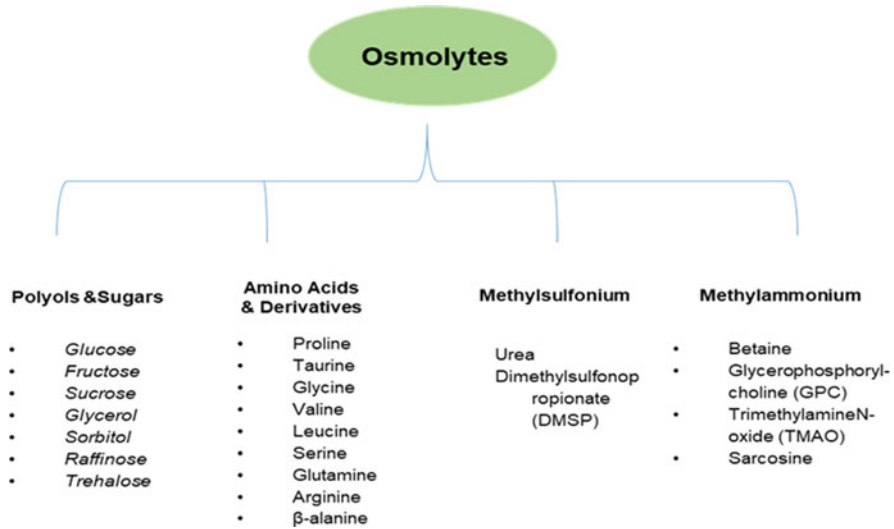 Osmolytes
Polyols &Sugars
• Glucose
• Fructose
• Sucrose
• Glycerol
• Sorbitol
• Raffinose
• Trehalose
Amino Acids
& Derivatives
• Proline
• Taurine
• Glycine
• Valine
• Leucine
• Serine
• Glutamine
• Arginine
• β-alanine
Methylsulfonium
Urea
Dimethylsulfonop
ropionate
(DMSP)
Methylammonium
• Betaine
• Glycerophosphoryl-
choline (GPC)
• TrimethylamineN-
oxide (TMAO)
• Sarcosine